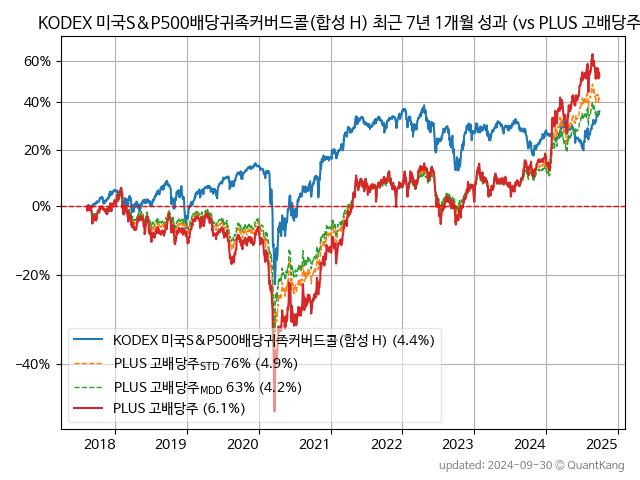 KODEX 미국S&P500배당귀족커버드콜(합성 H) 최근 7년 1개월 성과 (vs PLUS 고배당주
60%
40%
20%
0%
−20%
−40%
KODEX 미국S&P500배당귀족커버드콜(합성 H) (4.4%)
PLUS 고배당주STD 76% (4.9%)
PLUS 고배당주MDD 63% (4.2%)
PLUS 고배당주 (6.1%)
2018 2019 2020 2021 2022 2023 2024 2025
updated: 2024-09-30 © QuantKang